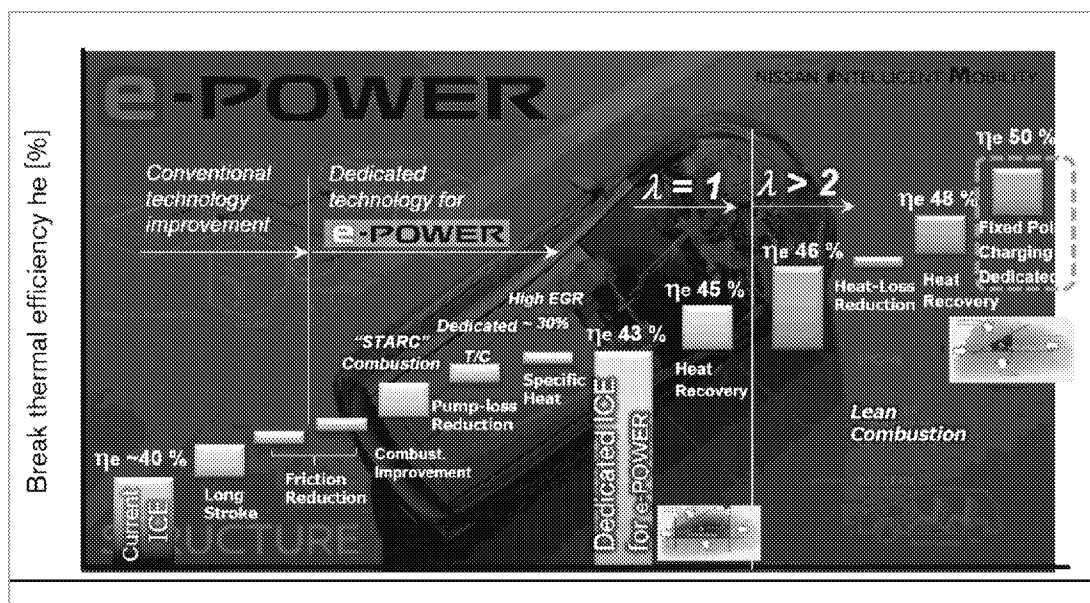 e-POWER
NISSAN INTELLIGENT MOBILITY
Break thermal efficiency he [%]
Conventional
technology
improvement
Dedicated
technology for
e-POWER
λ = 1
λ > 2
ηe 50 %
Fixed Poi
Charging
Dedicated
ηe 48 %
Heat
Recovery
Heat-Loss
Reduction
ηe 46 %
ηe 45 %
Heat
Recovery
High EGR
~ 30%
Dedicated
T/C
ηe 43 %
Specific
Heat
"STARC"
Combustion
Pump-loss
Reduction
Combust.
Improvement
Friction
Reduction
Long
Stroke
ηe ~40 %
Current
ICE
Dedicated ICE
for e-POWER
Lean
Combustion